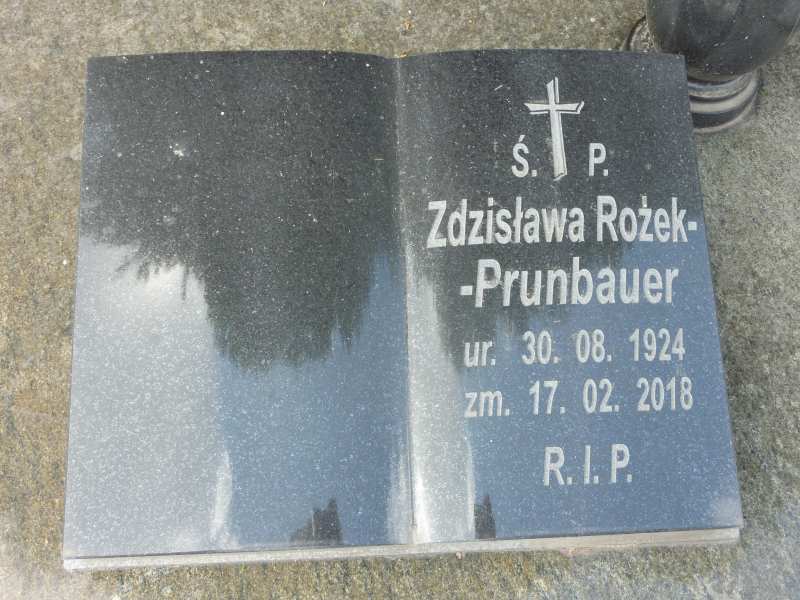 Ś. P.
Zdzisława Rożek-
-Prunbauer
ur. 30. 08. 1924
zm. 17. 02. 2018
R. I. P.